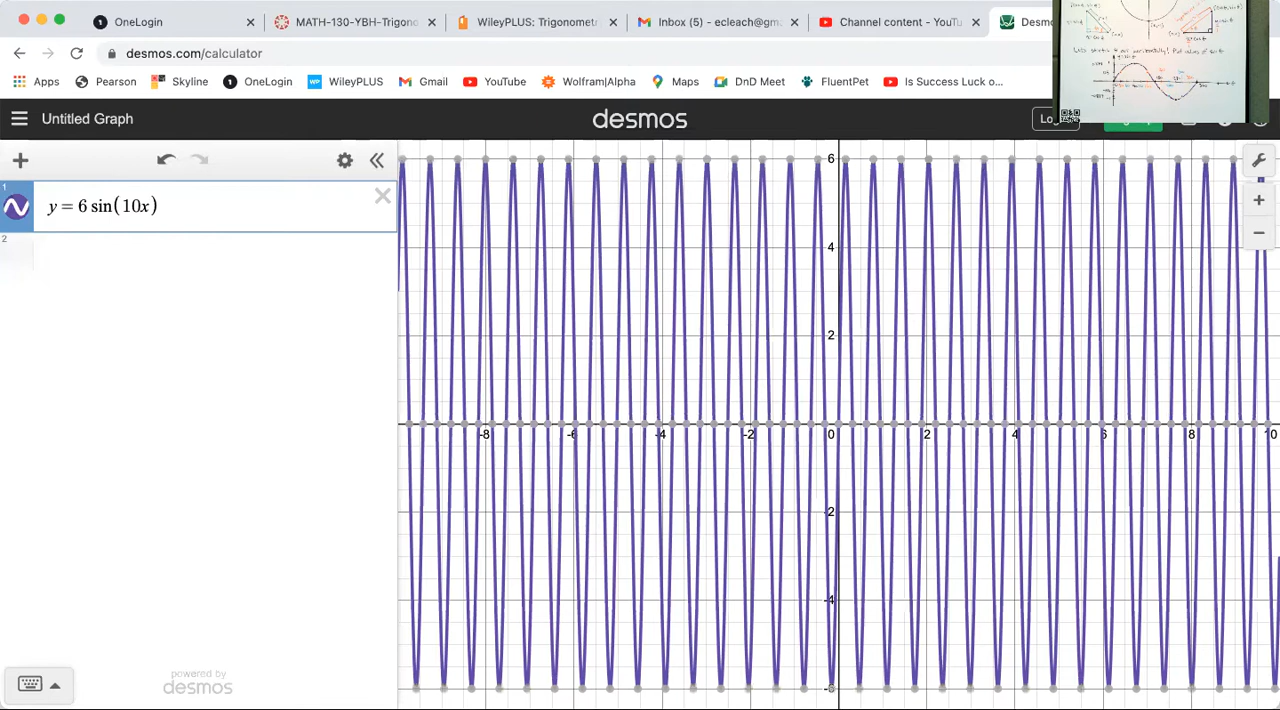 OneLogin
MATH-130-YBH-Trigono
WileyPLUS: Trigonometr
Inbox (5) - ecleach@gm
Channel content - YouTu
Desmo
desmos.com/calculator
Apps
Pearson
Skyline
OneLogin
WileyPLUS
Gmail
YouTube
Wolfram|Alpha
Maps
DnD Meet
FluentPet
Is Success Luck o...
Untitled Graph
desmos
Log
1
y = 6 sin(10x)
2
6
4
2
-8
-6
-4
-2
0
2
4
6
8
10
-2
-4
-6
powered by
desmos